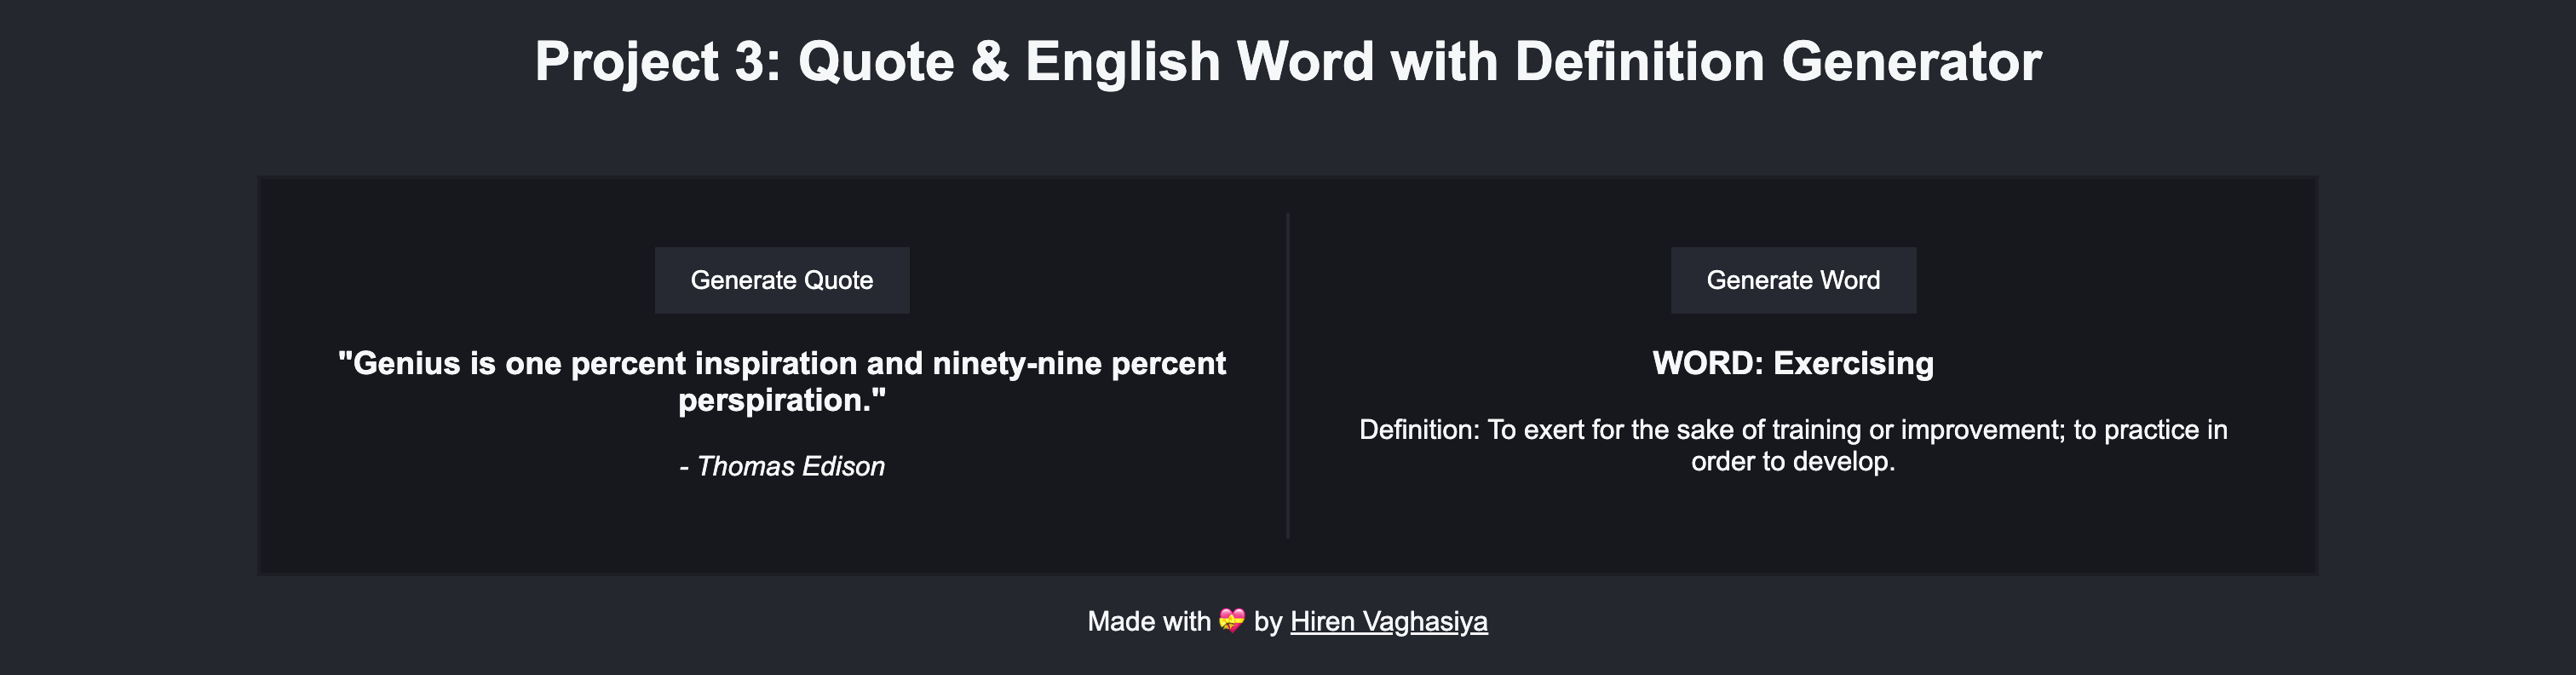 Project 3: Quote & English Word with Definition Generator
Generate Quote
"Genius is one percent inspiration and ninety-nine percent
perspiration."
- Thomas Edison
Generate Word
WORD: Exercising
Definition: To exert for the sake of training or improvement; to practice in
order to develop.
Made with 💝 by Hiren Vaghasiya